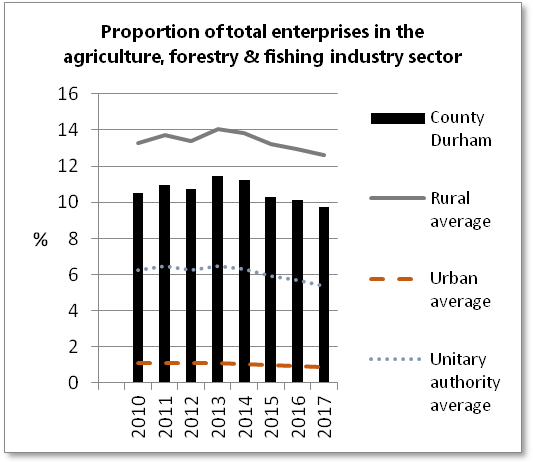 Proportion of total enterprises in the
agriculture, forestry & fishing industry sector
16
14
12
10
8
6
4
2
0
%
2010
2011
2012
2013
2014
2015
2016
2017
County
Durham
Rural
average
Urban
average
Unitary
authority
average